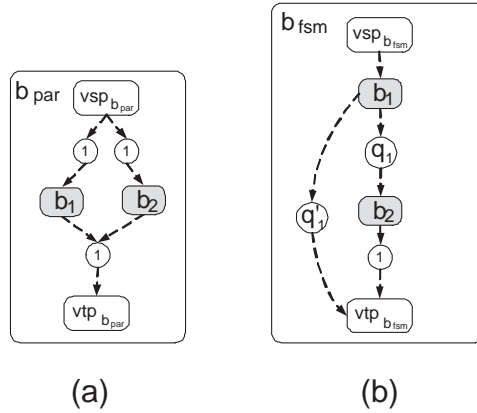 b par
vsp b par
1 1
b1 b2
1
vtp b par
(a)
b fsm
vsp b fsm
b1
q1
b2
q'1
1
vtp b fsm
(b)